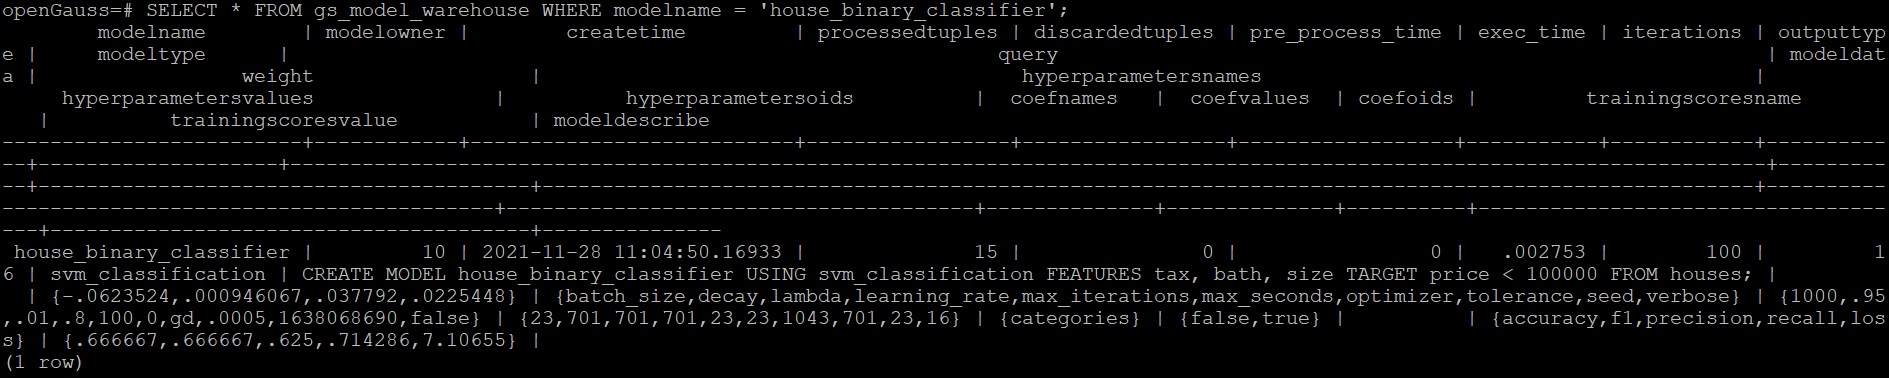 openGauss=# SELECT * FROM gs_model_warehouse WHERE modelname = 'house_binary_classifier';
        modelname        | modelowner |         createtime         | processedtuples | discardedtuples | pre_process_time | exec_time | iterations | outputtyp
e |     modeltype      |                                                          query                                                          | modeldat
a |                 weight                  |                                       hyperparametersnames                                        |
     hyperparametersvalues               |          hyperparametersoids          |  coefnames   |  coefvalues  | coefoids |         trainingscoresname
   |          trainingscoresvalue           | modeldescribe
-------------------------+------------+----------------------------+-----------------+-----------------+------------------+-----------+------------+----------
--+--------------------+-------------------------------------------------------------------------------------------------------------------------+---------
--+-----------------------------------------+---------------------------------------------------------------------------------------------------+----------
-----------------------------------------+---------------------------------------+--------------+--------------+----------+---------------------------------
---+----------------------------------------+---------------
 house_binary_classifier |         10 | 2021-11-28 11:04:50.16933 |              15 |               0 |                0 |   .002753 |        100 |         1
6 | svm_classification | CREATE MODEL house_binary_classifier USING svm_classification FEATURES tax, bath, size TARGET price < 100000 FROM houses; |
  | {-.0623524,.000946067,.037792,.0225448} | {batch_size,decay,lambda,learning_rate,max_iterations,max_seconds,optimizer,tolerance,seed,verbose} | {1000,.95
,.01,.8,100,0,gd,.0005,1638068690,false} | {23,701,701,701,23,23,1043,701,23,16} | {categories} | {false,true} |          | {accuracy,f1,precision,recall,los
s} | {.666667,.666667,.625,.714286,7.10655} |
(1 row)